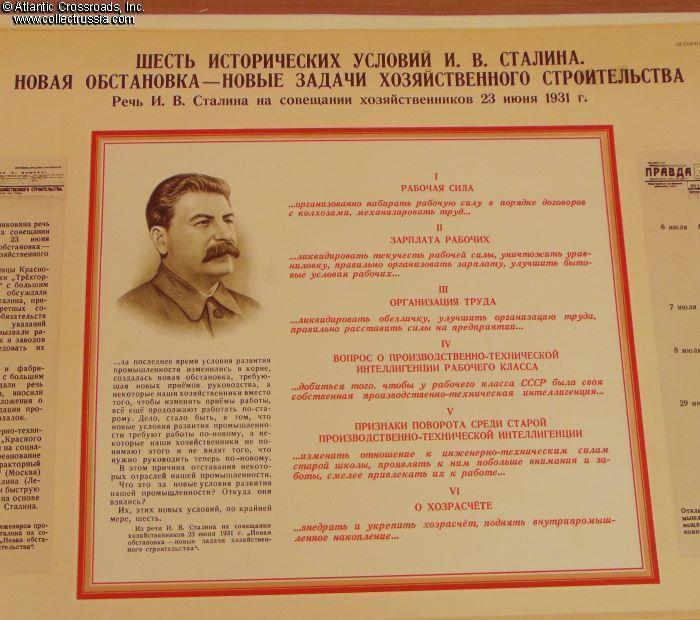 © Atlantic Crossroads, Inc.
www.collectrussia.com
ШЕСТЬ ИСТОРИЧЕСКИХ УСЛОВИЙ И. В. СТАЛИНА.
НОВАЯ ОБСТАНОВКА—НОВЫЕ ЗАДАЧИ ХОЗЯЙСТВЕННОГО СТРОИТЕЛЬСТВА
Речь И. В. Сталина на совещании хозяйственников 23 июня 1931 г.
...за последнее время условия развития
промышленности изменились в корне,
создалась новая обстановка, требую-
щая новых приёмов руководства, а
некоторые наши хозяйственники вместо
того, чтобы изменить приёмы работы,
всё ещё продолжают работать по-ста-
рому. Дело, стало быть, в том, что
новые условия развития промышленно-
сти требуют работы по-новому, а не-
которые наши хозяйственники не по-
нимают этого и не видят того, что
нужно руководить теперь по-новому.
В этом причина отставания некото-
рых отраслей нашей промышленности.
Что это за новые условия развития
нашей промышленности? Откуда они
взялись?
Их, этих новых условий, по крайней
мере, шесть.
Из речи И. В. Сталина на совещании
хозяйственников 23 июня 1931 г. „Новая
обстановка — новые задачи хозяйствен-
ного строительства“.
I
РАБОЧАЯ СИЛА
...организованно набирать рабочую силу в порядке договоров
с колхозами, механизировать труд...
II
ЗАРПЛАТА РАБОЧИХ
...ликвидировать текучесть рабочей силы, уничтожить урав-
ниловку, правильно организовать зарплату, улучшить быто-
вые условия рабочих...
III
ОРГАНИЗАЦИЯ ТРУДА
...ликвидировать обезличку, улучшить организацию труда,
правильно расставить силы на предприятии...
IV
ВОПРОС О ПРОИЗВОДСТВЕННО-ТЕХНИЧЕСКОЙ
ИНТЕЛЛИГЕНЦИИ РАБОЧЕГО КЛАССА
...добиться того, чтобы у рабочего класса СССР была своя
собственная производственно-техническая интеллигенция...
V
ПРИЗНАКИ ПОВОРОТА СРЕДИ СТАРОЙ
ПРОИЗВОДСТВЕННО-ТЕХНИЧЕСКОЙ ИНТЕЛЛИГЕНЦИИ
...изменить отношение к инженерно-техническим силам
старой школы, проявлять к ним побольше внимания и за-
боты, смелее привлекать их к работе...
VI
О ХОЗРАСЧЁТЕ
...внедрить и укрепить хозрасчёт, поднять внутрипромыш-
ленное накопление...
ПРАВДА
6 июля
7 июля
8 июля
29 июл